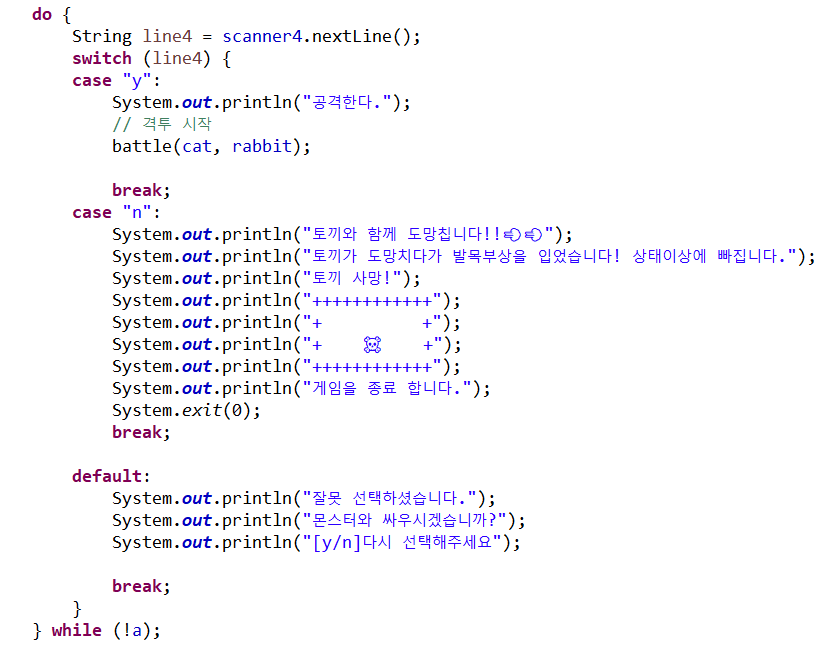 do {
String line4 = scanner4.nextLine();
switch (line4) {
case "y":
System.out.println("공격한다.");
// 격투 시작
battle(cat, rabbit);
break;
case "n":
System.out.println("토끼와 함께 도망칩니다!!💨💨");
System.out.println("토끼가 도망치다가 발목부상을 입었습니다! 상태이상에 빠집니다.");
System.out.println("토끼 사망!");
System.out.println("++++++++++++");
System.out.println("+          +");
System.out.println("+    ☠    +");
System.out.println("++++++++++++");
System.out.println("게임을 종료 합니다.");
System.exit(0);
break;
default:
System.out.println("잘못 선택하셨습니다.");
System.out.println("몬스터와 싸우시겠습니까?");
System.out.println("[y/n]다시 선택해주세요");
break;
}
} while (!a);